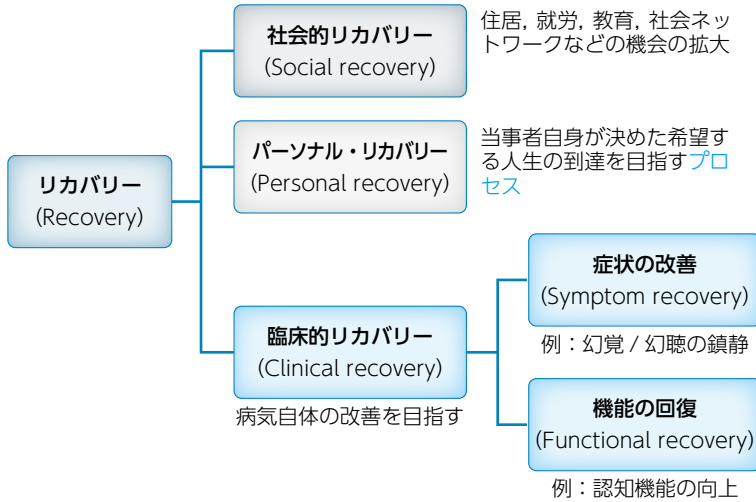 社会的リカバリー
(Social recovery)
住居, 就労, 教育, 社会ネッ
トワークなどの機会の拡大
パーソナル・リカバリー
(Personal recovery)
当事者自身が決めた希望す
る人生の到達を目指すプロ
セス
リカバリー
(Recovery)
臨床的リカバリー
(Clinical recovery)
病気自体の改善を目指す
症状の改善
(Symptom recovery)
例：幻覚 / 幻聴の鎮静
機能の回復
(Functional recovery)
例：認知機能の向上